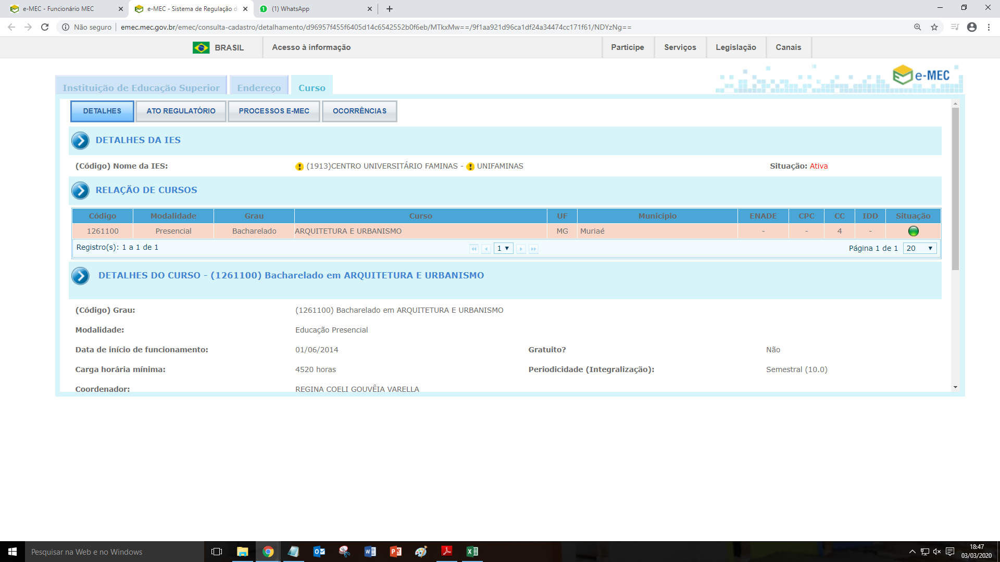 e-MEC - Funcionário MEC
e-MEC - Sistema de Regulação d
(1) WhatsApp
Não seguro | emec.mec.gov.br/emec/consulta-cadastro/detalhamento/d96957f455f6405d14c6542552b0f6eb/MTkxMw==/9f1aa921d96ca1df24a34474cc171f61/NDYzNg==
BRASIL Acesso à informação Participe Serviços Legislação Canais
e-MEC
Instituição de Educação Superior Endereço Curso
DETALHES ATO REGULATÓRIO PROCESSOS E-MEC OCORRÊNCIAS
DETALHES DA IES
(Código) Nome da IES: (1913)CENTRO UNIVERSITÁRIO FAMINAS - UNIFAMINAS Situação: Ativa
RELAÇÃO DE CURSOS
Código Modalidade Grau Curso UF Município ENADE CPC CC IDD Situação
1261100 Presencial Bacharelado ARQUITETURA E URBANISMO MG Muriaé - - 4 -
Registro(s): 1 a 1 de 1 1 Página 1 de 1 20
DETALHES DO CURSO - (1261100) Bacharelado em ARQUITETURA E URBANISMO
(Código) Grau: (1261100) Bacharelado em ARQUITETURA E URBANISMO
Modalidade: Educação Presencial
Data de início de funcionamento: 01/06/2014 Gratuito? Não
Carga horária mínima: 4520 horas Periodicidade (Integralização): Semestral (10.0)
Coordenador: REGINA COELI GOUVÊIA VARELLA
Pesquisar na Web e no Windows
18:47
03/03/2020